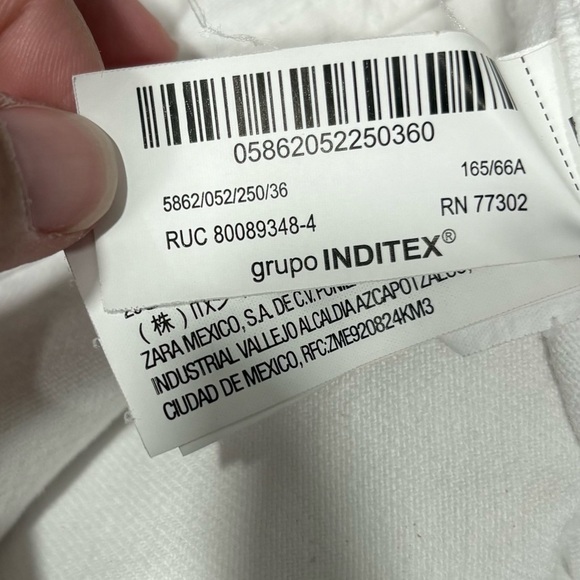 05862052250360
5862/052/250/36
165/66A
RUC 80089348-4
RN 77302
grupo INDITEX®
(株)
ZARA MEXICO, S.A. DE C.V.
INDUSTRIAL VALLEJO ALCALDIA AZCAPOTZALCO,
CIUDAD DE MEXICO, RFC:ZME920824KM3